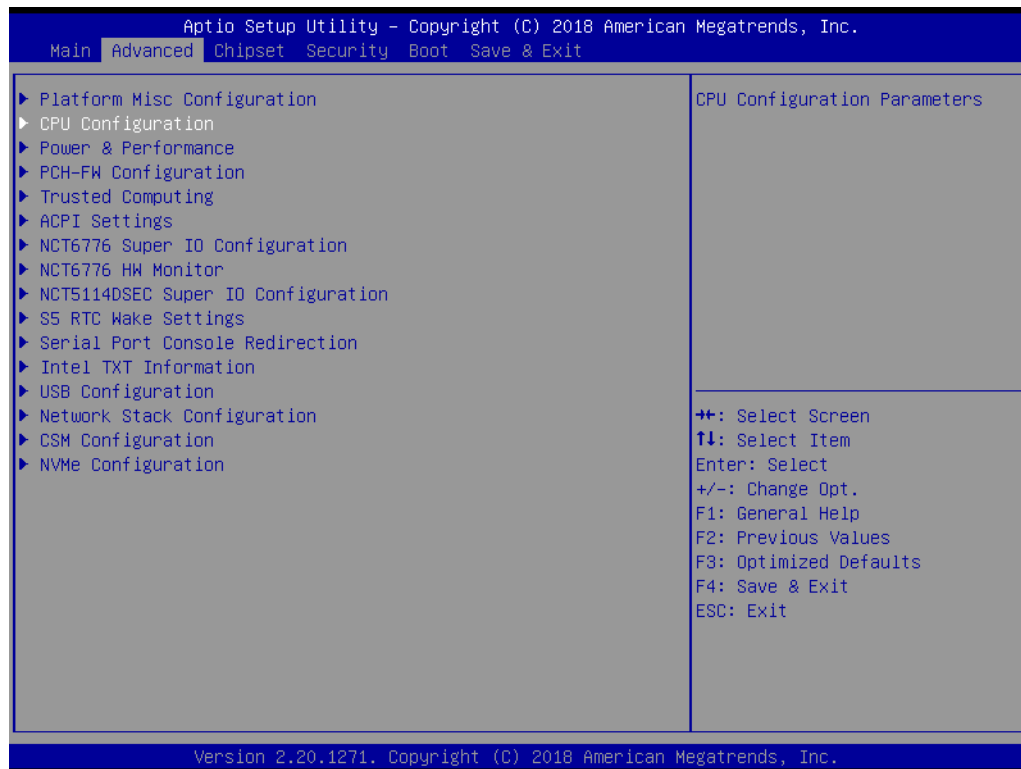 Aptio Setup Utility – Copyright (C) 2018 American Megatrends, Inc.
Main Advanced Chipset Security Boot Save & Exit
▶ Platform Misc Configuration
▶ CPU Configuration
▶ Power & Performance
▶ PCH-FW Configuration
▶ Trusted Computing
▶ ACPI Settings
▶ NCT6776 Super IO Configuration
▶ NCT6776 HW Monitor
▶ NCT5114DSEC Super IO Configuration
▶ S5 RTC Wake Settings
▶ Serial Port Console Redirection
▶ Intel TXT Information
▶ USB Configuration
▶ Network Stack Configuration
▶ CSM Configuration
▶ NVMe Configuration
CPU Configuration Parameters
→←: Select Screen
↑↓: Select Item
Enter: Select
+/-: Change Opt.
F1: General Help
F2: Previous Values
F3: Optimized Defaults
F4: Save & Exit
ESC: Exit
Version 2.20.1271. Copyright (C) 2018 American Megatrends, Inc.